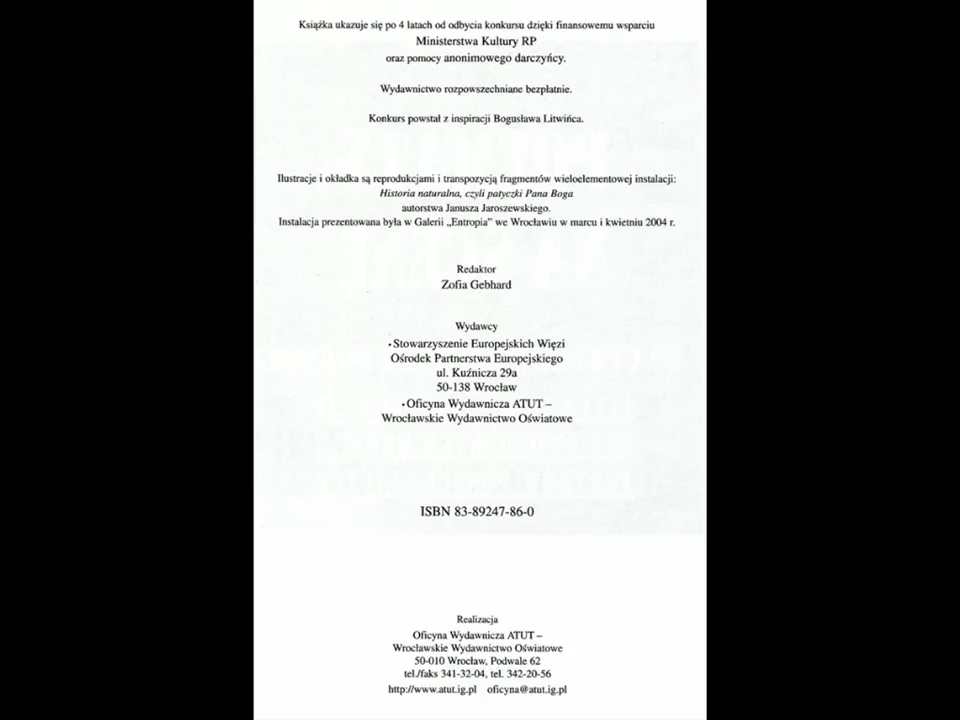 Książka ukazuje się po 4 latach od odbycia konkursu dzięki finansowemu wsparciu
Ministerstwa Kultury RP
oraz pomocy anonimowego darczyńcy.
Wydawnictwo rozpowszechniane bezpłatnie.
Konkurs powstał z inspiracji Bogusława Litwińca.
Ilustracje i okładka są reprodukcjami i transpozycją fragmentów wieloelementowej instalacji:
Historia naturalna, czyli patyczki Pana Boga
autorstwa Janusza Jaroszewskiego.
Instalacja prezentowana była w Galerii „Entropia” we Wrocławiu w marcu i kwietniu 2004 r.
Redaktor
Zofia Gebhard
Wydawcy
• Stowarzyszenie Europejskich Więzi
Ośrodek Partnerstwa Europejskiego
ul. Kuźnicza 29a
50-138 Wrocław
• Oficyna Wydawnicza ATUT –
Wrocławskie Wydawnictwo Oświatowe
ISBN 83-89247-86-0
Realizacja
Oficyna Wydawnicza ATUT –
Wrocławskie Wydawnictwo Oświatowe
50-010 Wrocław, Podwale 62
tel./faks 341-32-04, tel. 342-20-56
http://www.atut.ig.pl oficyna@atut.ig.pl